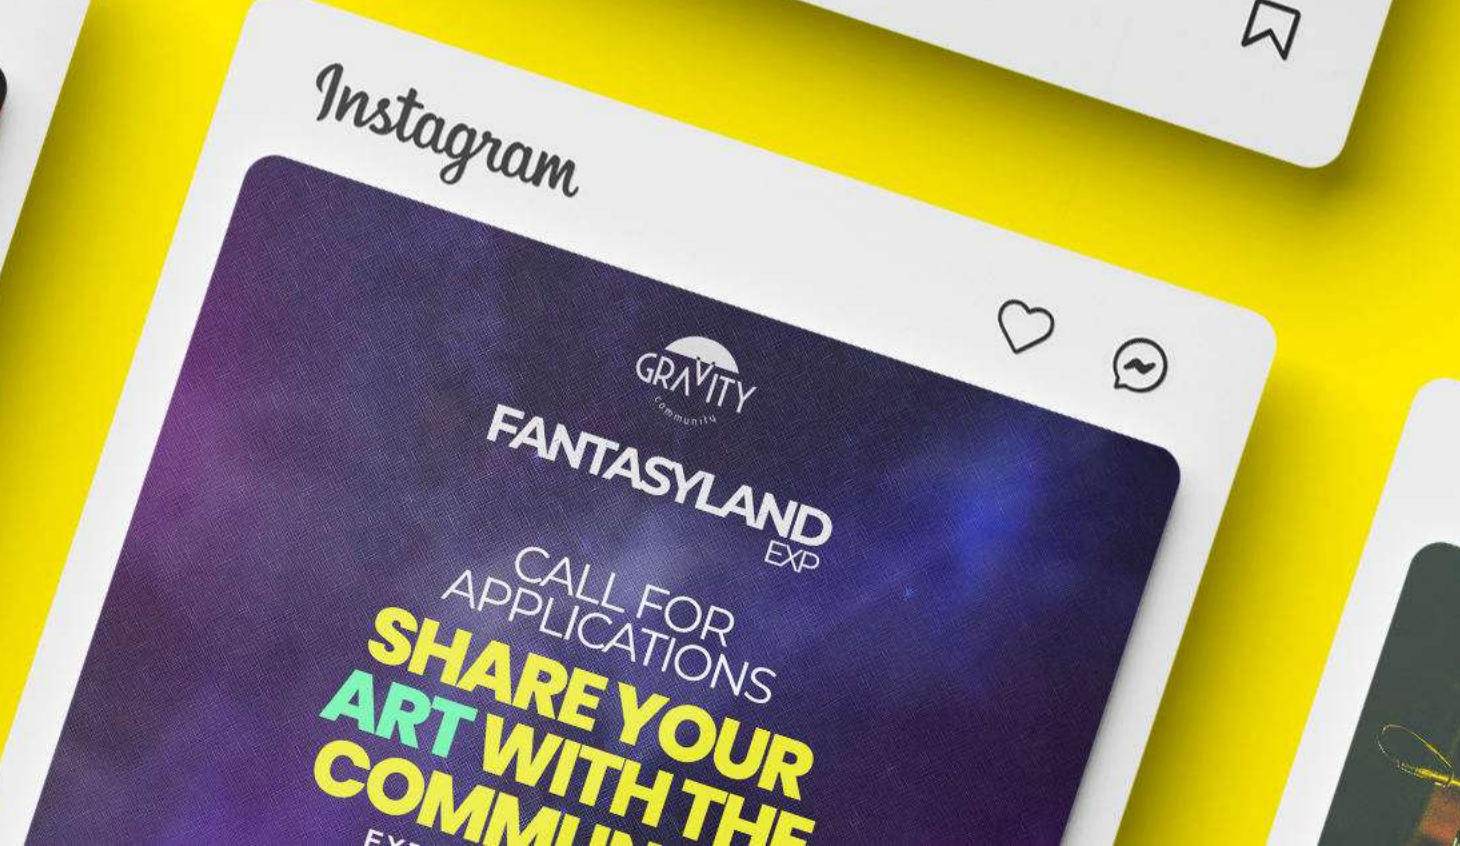 Instagram
GRAVITY
community
FANTASYLAND
EXP
CALL FOR
APPLICATIONS
SHARE YOUR
ART WITH THE